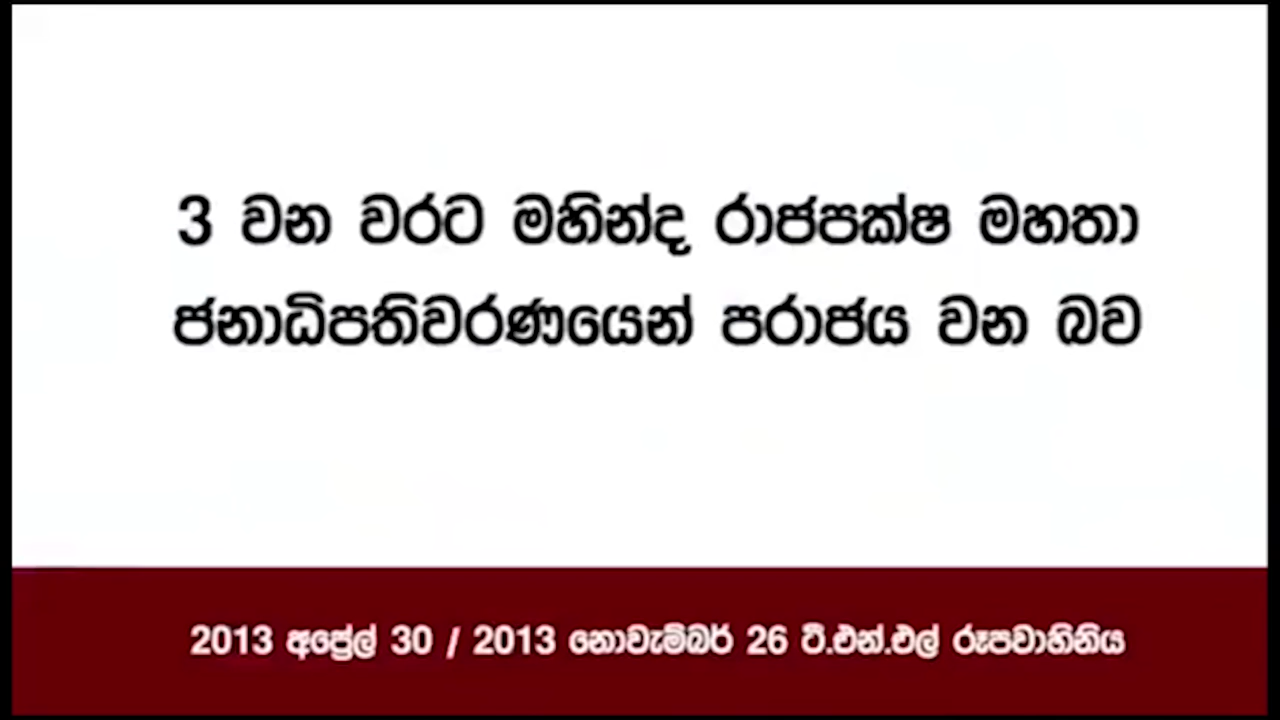 3 වන වරට මහින්ද රාජපක්ෂ මහතා
ජනාධිපතිවරණයෙන් පරාජය වන බව
2013 අප්‍රේල් 30 / 2013 නොවැම්බර් 26 ටී.එන්.එල් රූපවාහිනිය